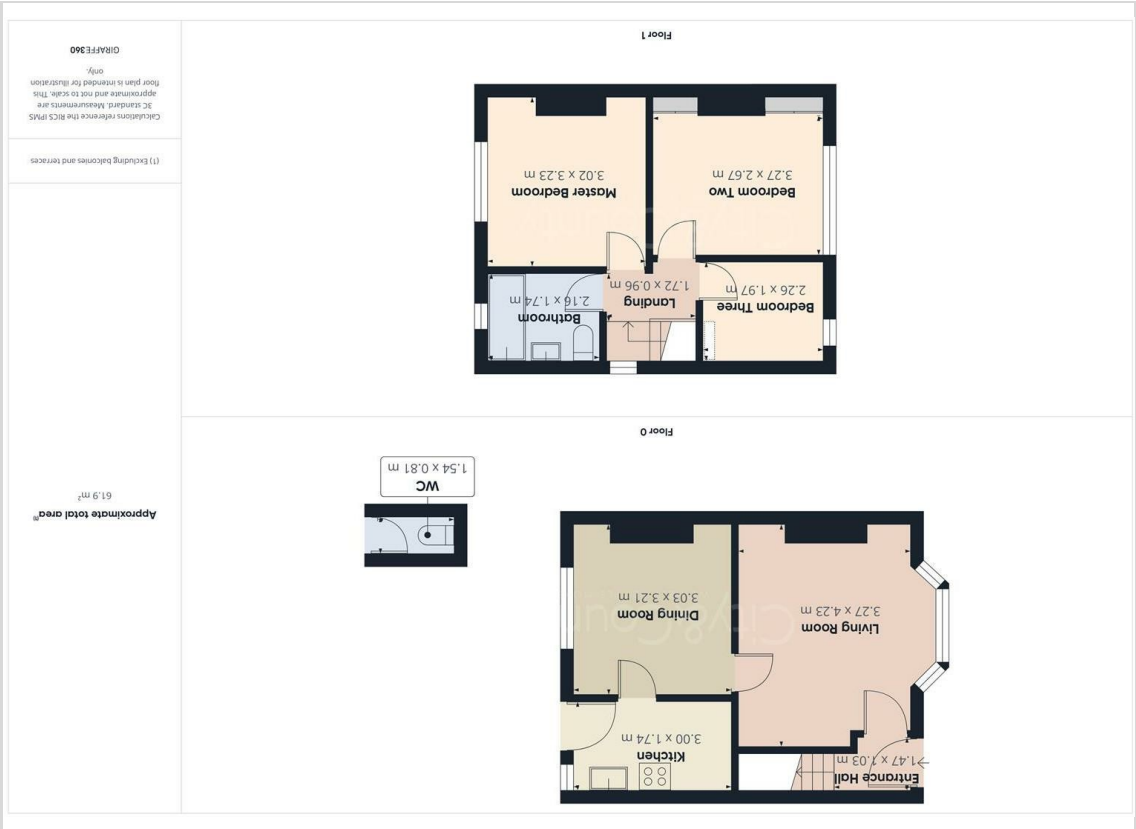 Floor 0
Entrance Hall
1.47 x 1.03 m
Kitchen
3.00 x 1.74 m
Living Room
3.27 x 4.23 m
Dining Room
3.03 x 3.21 m
WC
1.54 x 0.81 m
Floor 1
Bedroom Three
2.26 x 1.97 m
Landing
1.72 x 0.96 m
Bathroom
2.16 x 1.74 m
Bedroom Two
3.27 x 2.67 m
Master Bedroom
3.02 x 3.23 m
Approximate total area(1)
61.9 m²
(1) Excluding balconies and terraces
Calculations reference the RICS IPMS
3C standard. Measurements are
approximate and not to scale. This
floor plan is intended for illustration
only.
GIRAFFE360